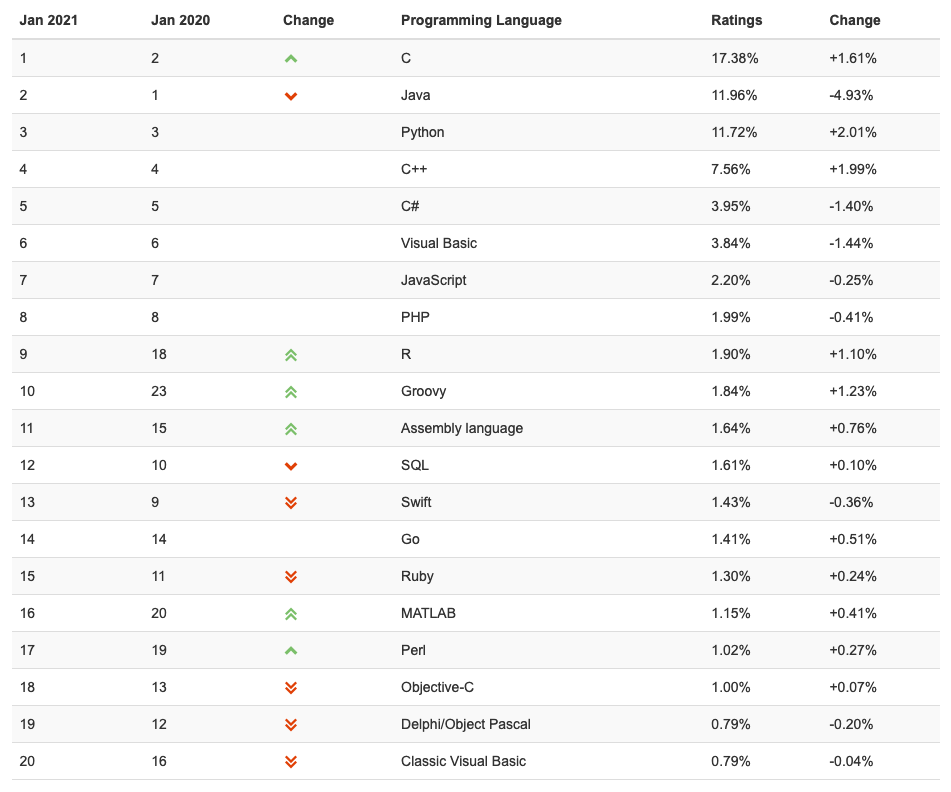 Jan 2021 Jan 2020 Change Programming Language Ratings Change
1 2 C 17.38% +1.61%
2 1 Java 11.96% -4.93%
3 3 Python 11.72% +2.01%
4 4 C++ 7.56% +1.99%
5 5 C# 3.95% -1.40%
6 6 Visual Basic 3.84% -1.44%
7 7 JavaScript 2.20% -0.25%
8 8 PHP 1.99% -0.41%
9 18 R 1.90% +1.10%
10 23 Groovy 1.84% +1.23%
11 15 Assembly language 1.64% +0.76%
12 10 SQL 1.61% +0.10%
13 9 Swift 1.43% -0.36%
14 14 Go 1.41% +0.51%
15 11 Ruby 1.30% +0.24%
16 20 MATLAB 1.15% +0.41%
17 19 Perl 1.02% +0.27%
18 13 Objective-C 1.00% +0.07%
19 12 Delphi/Object Pascal 0.79% -0.20%
20 16 Classic Visual Basic 0.79% -0.04%